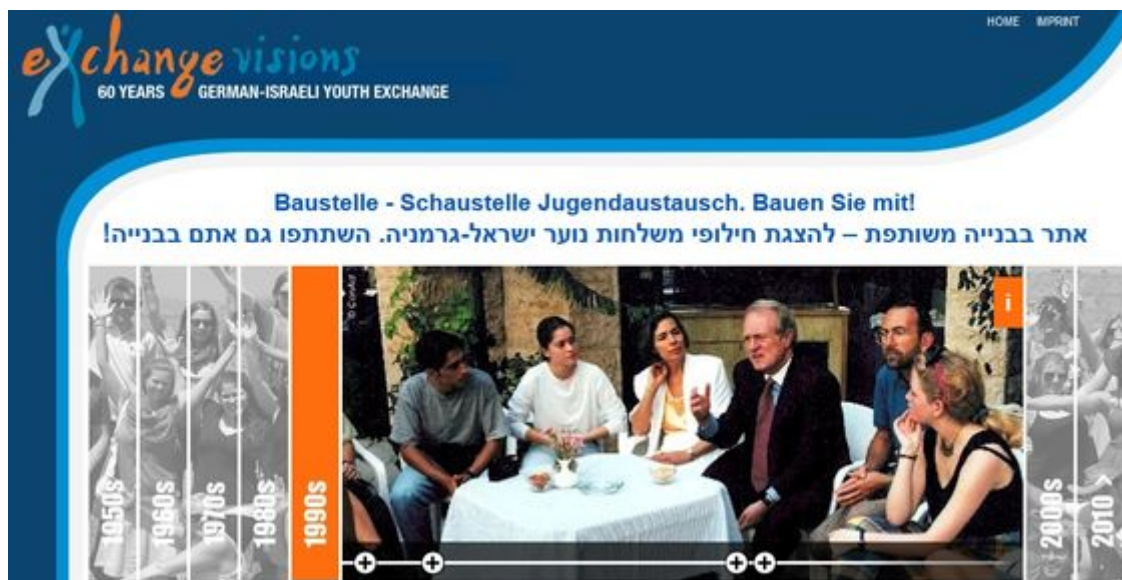 HOME IMPRINT
eXchange visions
60 YEARS GERMAN-ISRAELI YOUTH EXCHANGE
Baustelle - Schaustelle Jugendaustausch. Bauen Sie mit!
אתר בבנייה משותפת – להצגת חילופי משלחות נוער ישראל-גרמניה. השתתפו גם אתם בבנייה!
© ConAct
i
1950s
1960s
1970s
1980s
1990s
2000s
2010 >